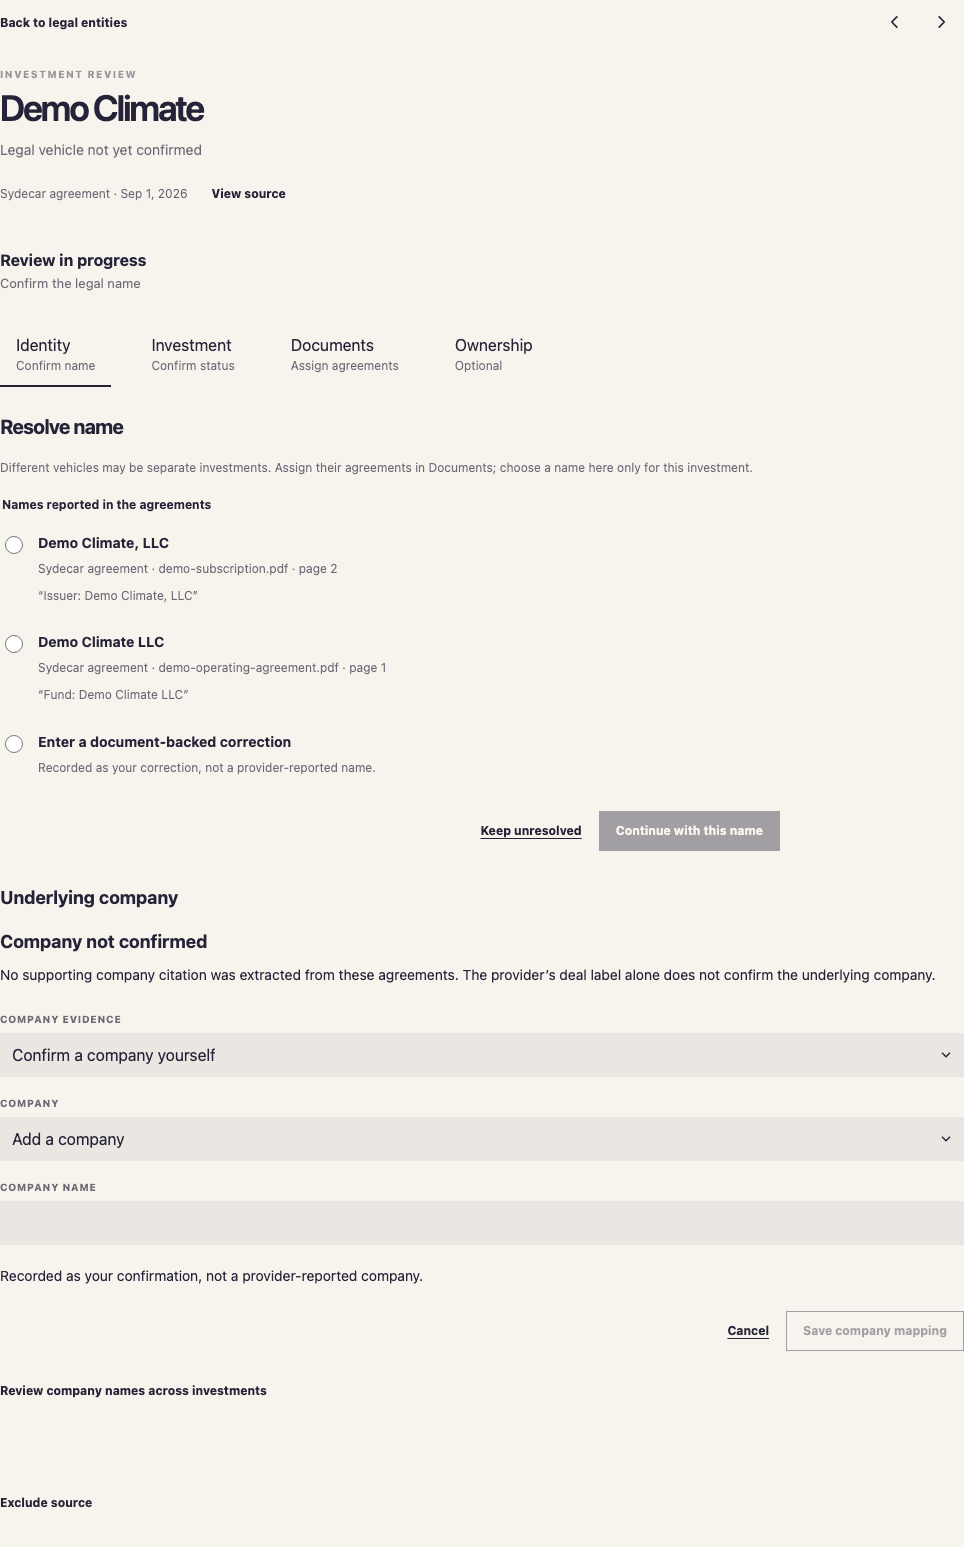 Back to legal entities
INVESTMENT REVIEW
Demo Climate
Legal vehicle not yet confirmed
Sydecar agreement · Sep 1, 2026 View source
Review in progress
Confirm the legal name
Identity Investment Documents Ownership
Confirm name Confirm status Assign agreements Optional
Resolve name
Different vehicles may be separate investments. Assign their agreements in Documents; choose a name here only for this investment.
Names reported in the agreements
Demo Climate, LLC
Sydecar agreement · demo-subscription.pdf · page 2
“Issuer: Demo Climate, LLC”
Demo Climate LLC
Sydecar agreement · demo-operating-agreement.pdf · page 1
“Fund: Demo Climate LLC”
Enter a document-backed correction
Recorded as your correction, not a provider-reported name.
Keep unresolved Continue with this name
Underlying company
Company not confirmed
No supporting company citation was extracted from these agreements. The provider’s deal label alone does not confirm the underlying company.
COMPANY EVIDENCE
Confirm a company yourself
COMPANY
Add a company
COMPANY NAME
Recorded as your confirmation, not a provider-reported company.
Cancel Save company mapping
Review company names across investments
Exclude source